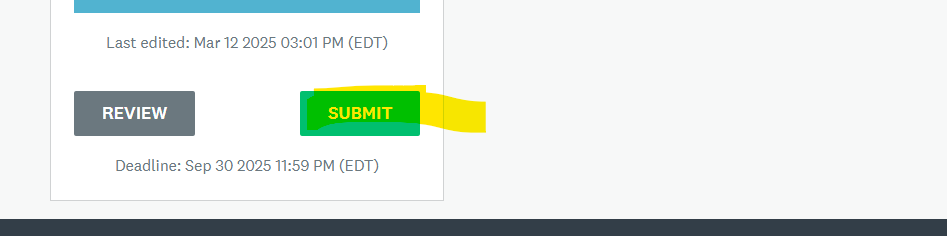 Last edited: Mar 12 2025 03:01 PM (EDT)
REVIEW SUBMIT
Deadline: Sep 30 2025 11:59 PM (EDT)